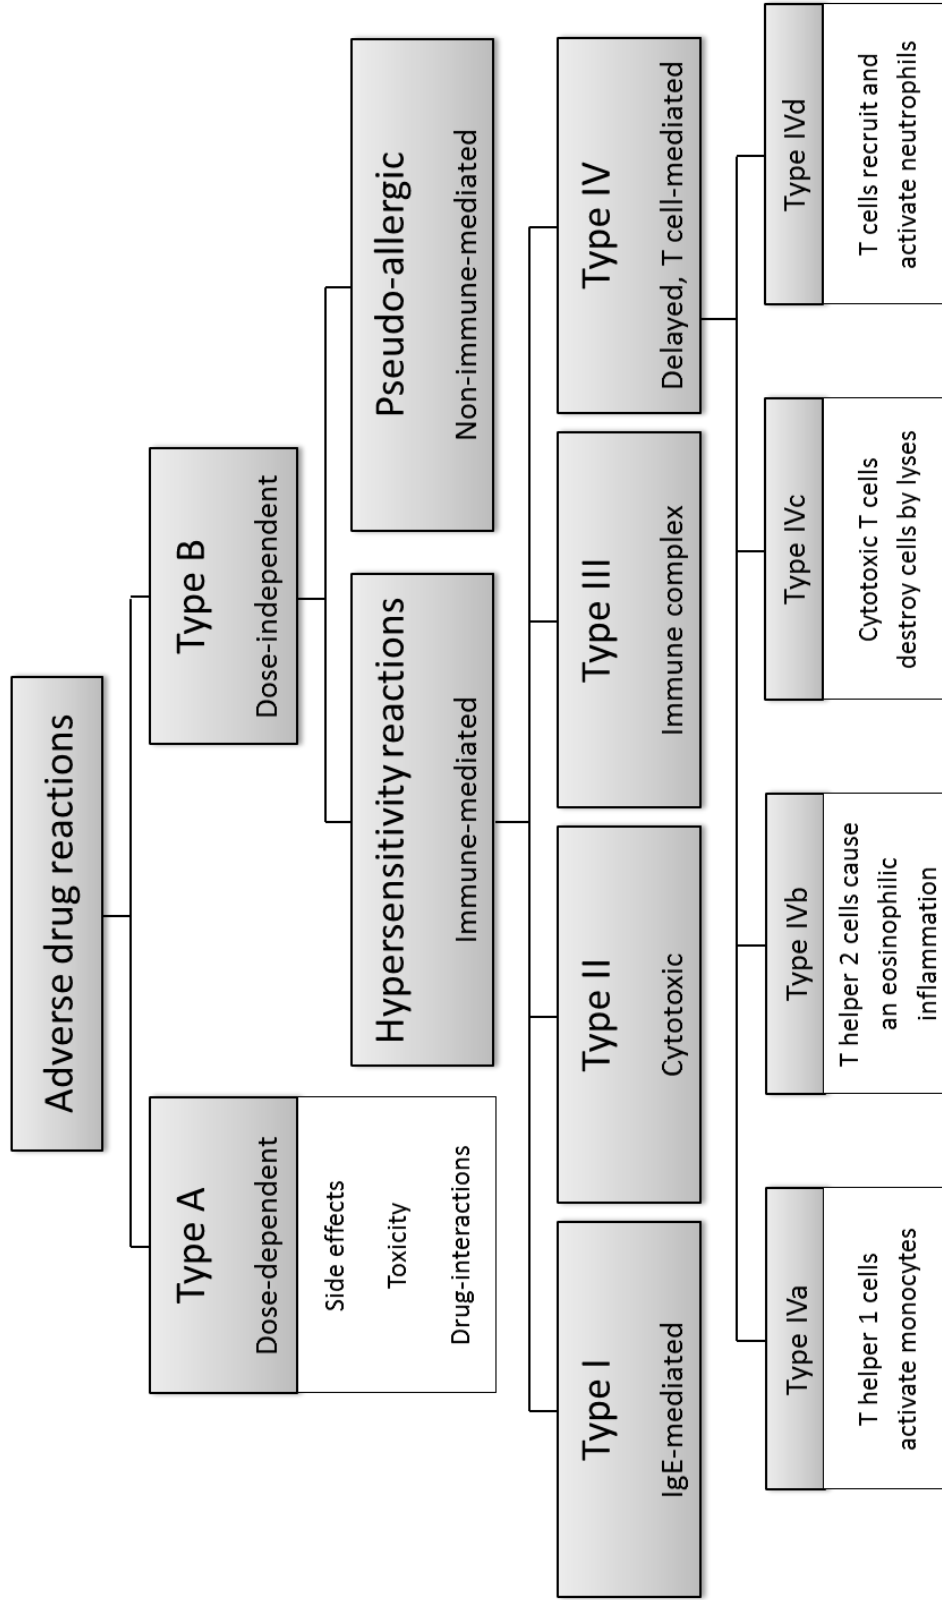 Adverse drug reactions
Type A
Dose-dependent
Side effects
Toxicity
Drug-interactions
Type B
Dose-independent
Hypersensitivity reactions
Immune-mediated
Pseudo-allergic
Non-immune-mediated
Type I
IgE-mediated
Type II
Cytotoxic
Type III
Immune complex
Type IV
Delayed, T cell-mediated
Type IVa
T helper 1 cells
activate monocytes
Type IVb
T helper 2 cells cause
an eosinophilic
inflammation
Type IVc
Cytotoxic T cells
destroy cells by lyses
Type IVd
T cells recruit and
activate neutrophils